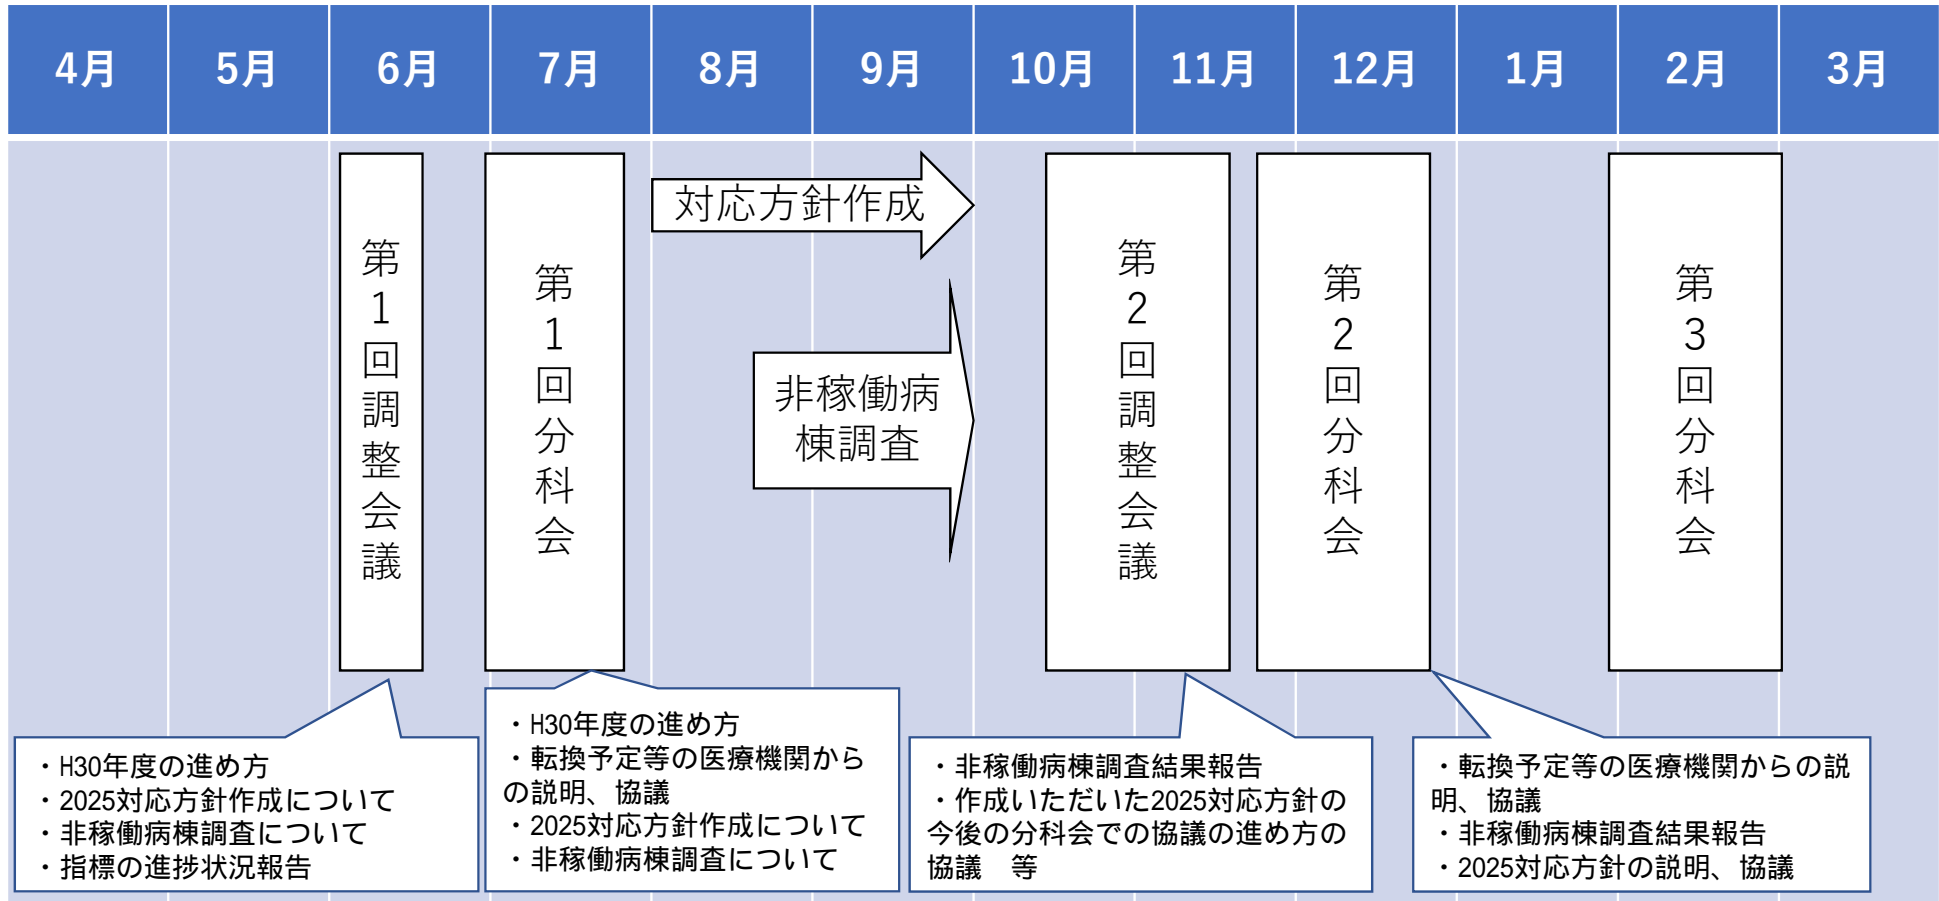 4月 5月 6月 7月 8月 9月 10月 11月 12月 1月 2月 3月
第1回調整会議
第1回分科会
対応方針作成
非稼働病
棟調査
第2回調整会議
第2回分科会
第3回分科会
・H30年度の進め方
・2025対応方針作成について
・非稼働病棟調査について
・指標の進捗状況報告
・H30年度の進め方
・転換予定等の医療機関から
の説明、協議
・2025対応方針作成について
・非稼働病棟調査について
・非稼働病棟調査結果報告
・作成いただいた2025対応方針の
今後の分科会での協議の進め方の
協議　等
・転換予定等の医療機関からの説
明、協議
・非稼働病棟調査結果報告
・2025対応方針の説明、協議